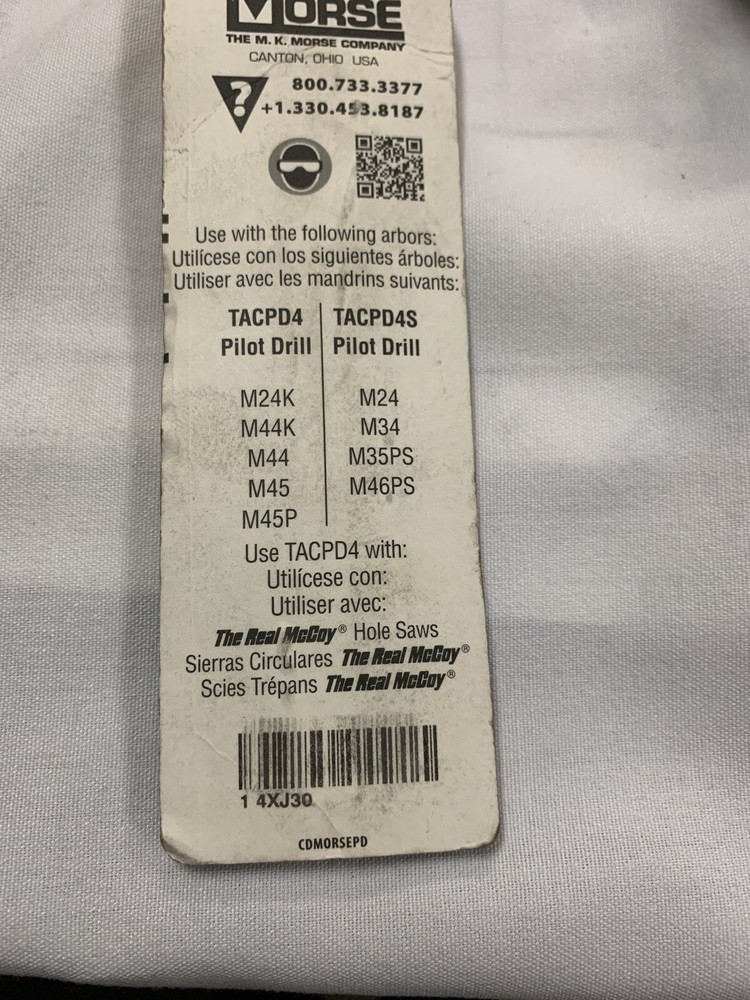 MORSE
THE M. K. MORSE COMPANY
CANTON, OHIO USA
?
800.733.3377
+1.330.453.8187
Use with the following arbors:
Utilícese con los siguientes árboles:
Utiliser avec les mandrins suivants:
TACPD4 TACPD4S
Pilot Drill Pilot Drill
M24K M24
M44K M34
M44 M35PS
M45 M46PS
M45P
Use TACPD4 with:
Utilícese con:
Utiliser avec:
The Real McCoy® Hole Saws
Sierras Circulares The Real McCoy®
Scies Trépans The Real McCoy®
1 4XJ30
CDMORSEPD